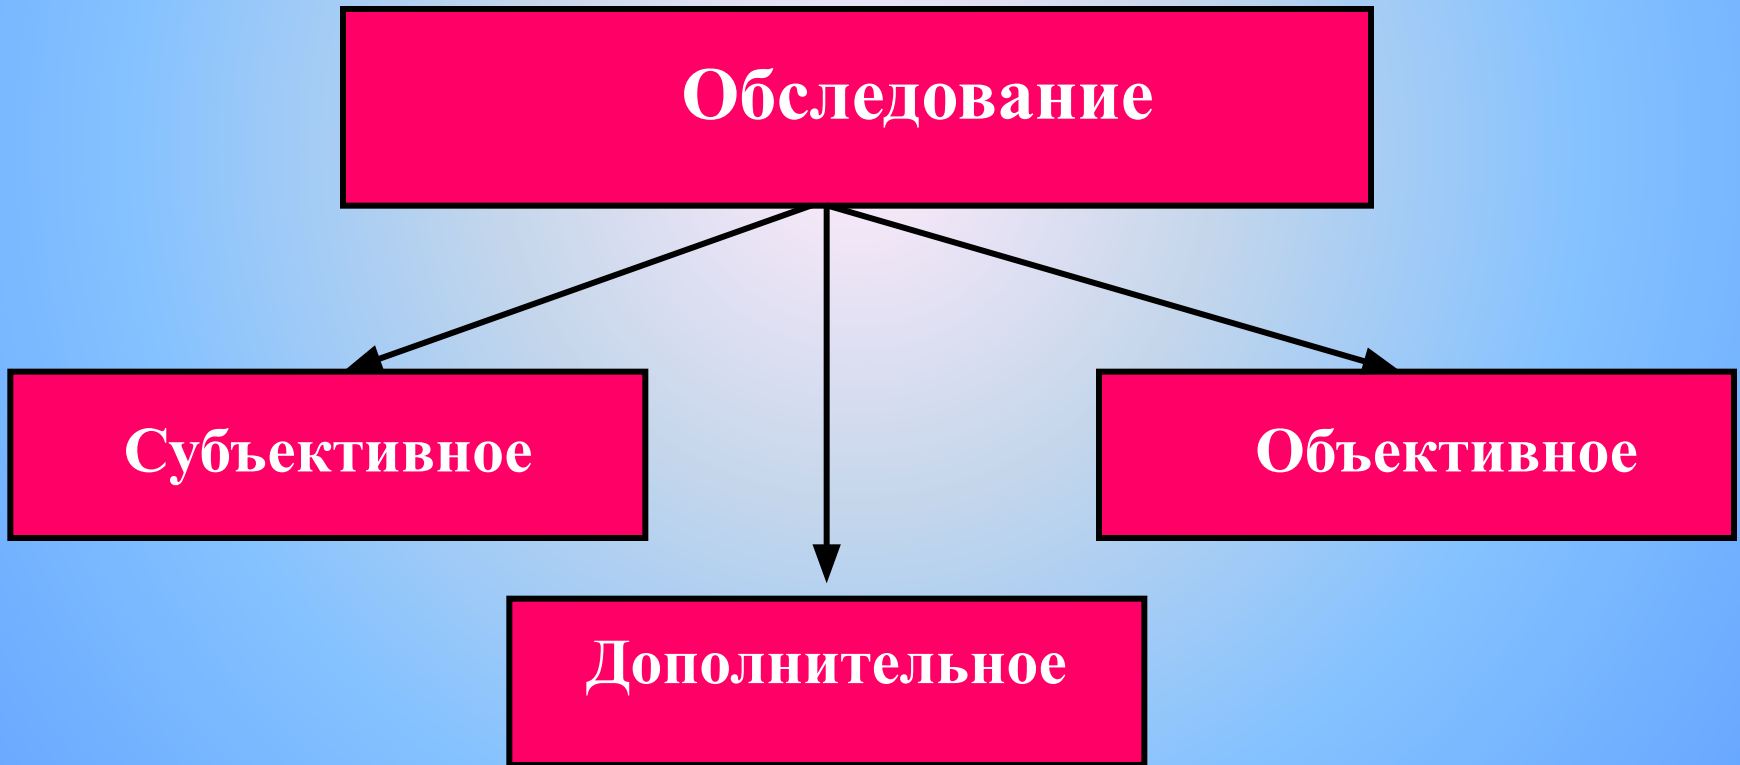 Обследование
Субъективное
Объективное
Дополнительное